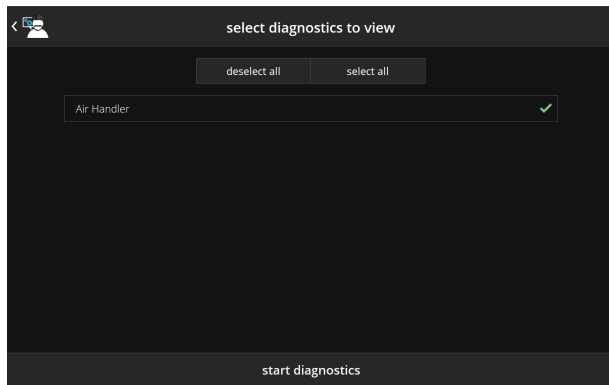 select diagnostics to view
deselect all select all
Air Handler
start diagnostics